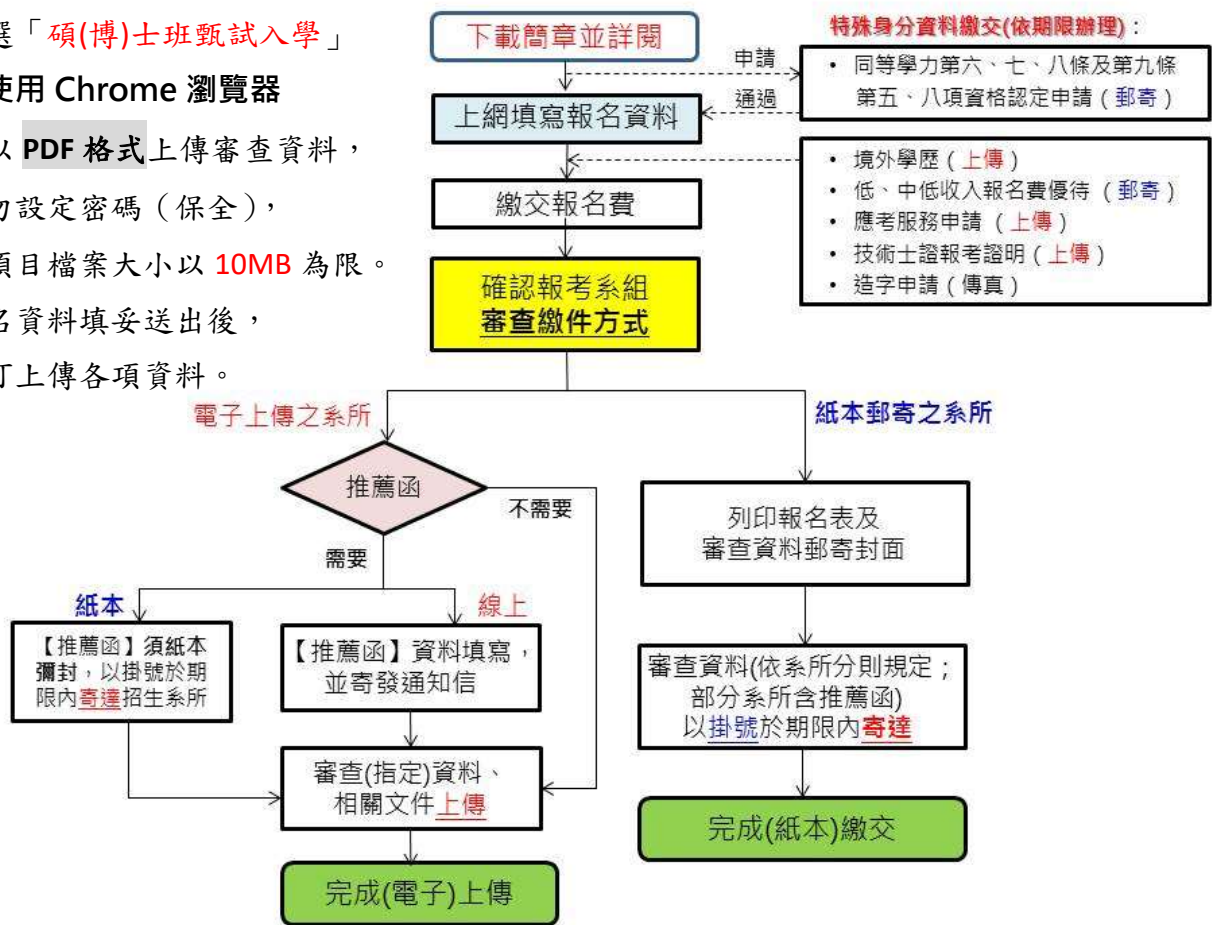 選「碩(博)士班甄試入學」
使用 Chrome 瀏覽器
以 PDF 格式上傳審查資料，
勿設定密碼（保全），
項目檔案大小以 10MB 為限。
名資料填妥送出後，
訂上傳各項資料。
下載簡章並詳閱
申請
通過
特殊身分資料繳交(依期限辦理)：
• 同等學力第六、七、八條及第九條
第五、八項資格認定申請（郵寄）
上網填寫報名資料
• 境外學歷（上傳）
• 低、中低收入報名費優待（郵寄）
• 應考服務申請（上傳）
• 技術士證報考證明（上傳）
• 造字申請（傳真）
繳交報名費
確認報考系組
審查繳件方式
電子上傳之系所
紙本郵寄之系所
推薦函
不需要
需要
紙本
線上
【推薦函】須紙本
彌封，以掛號於期
限內寄達招生系所
【推薦函】資料填寫，
並寄發通知信
審查(指定)資料、
相關文件上傳
完成(電子)上傳
列印報名表及
審查資料郵寄封面
審查資料(依系所分則規定；
部分系所含推薦函)
以掛號於期限內寄達
完成(紙本)繳交